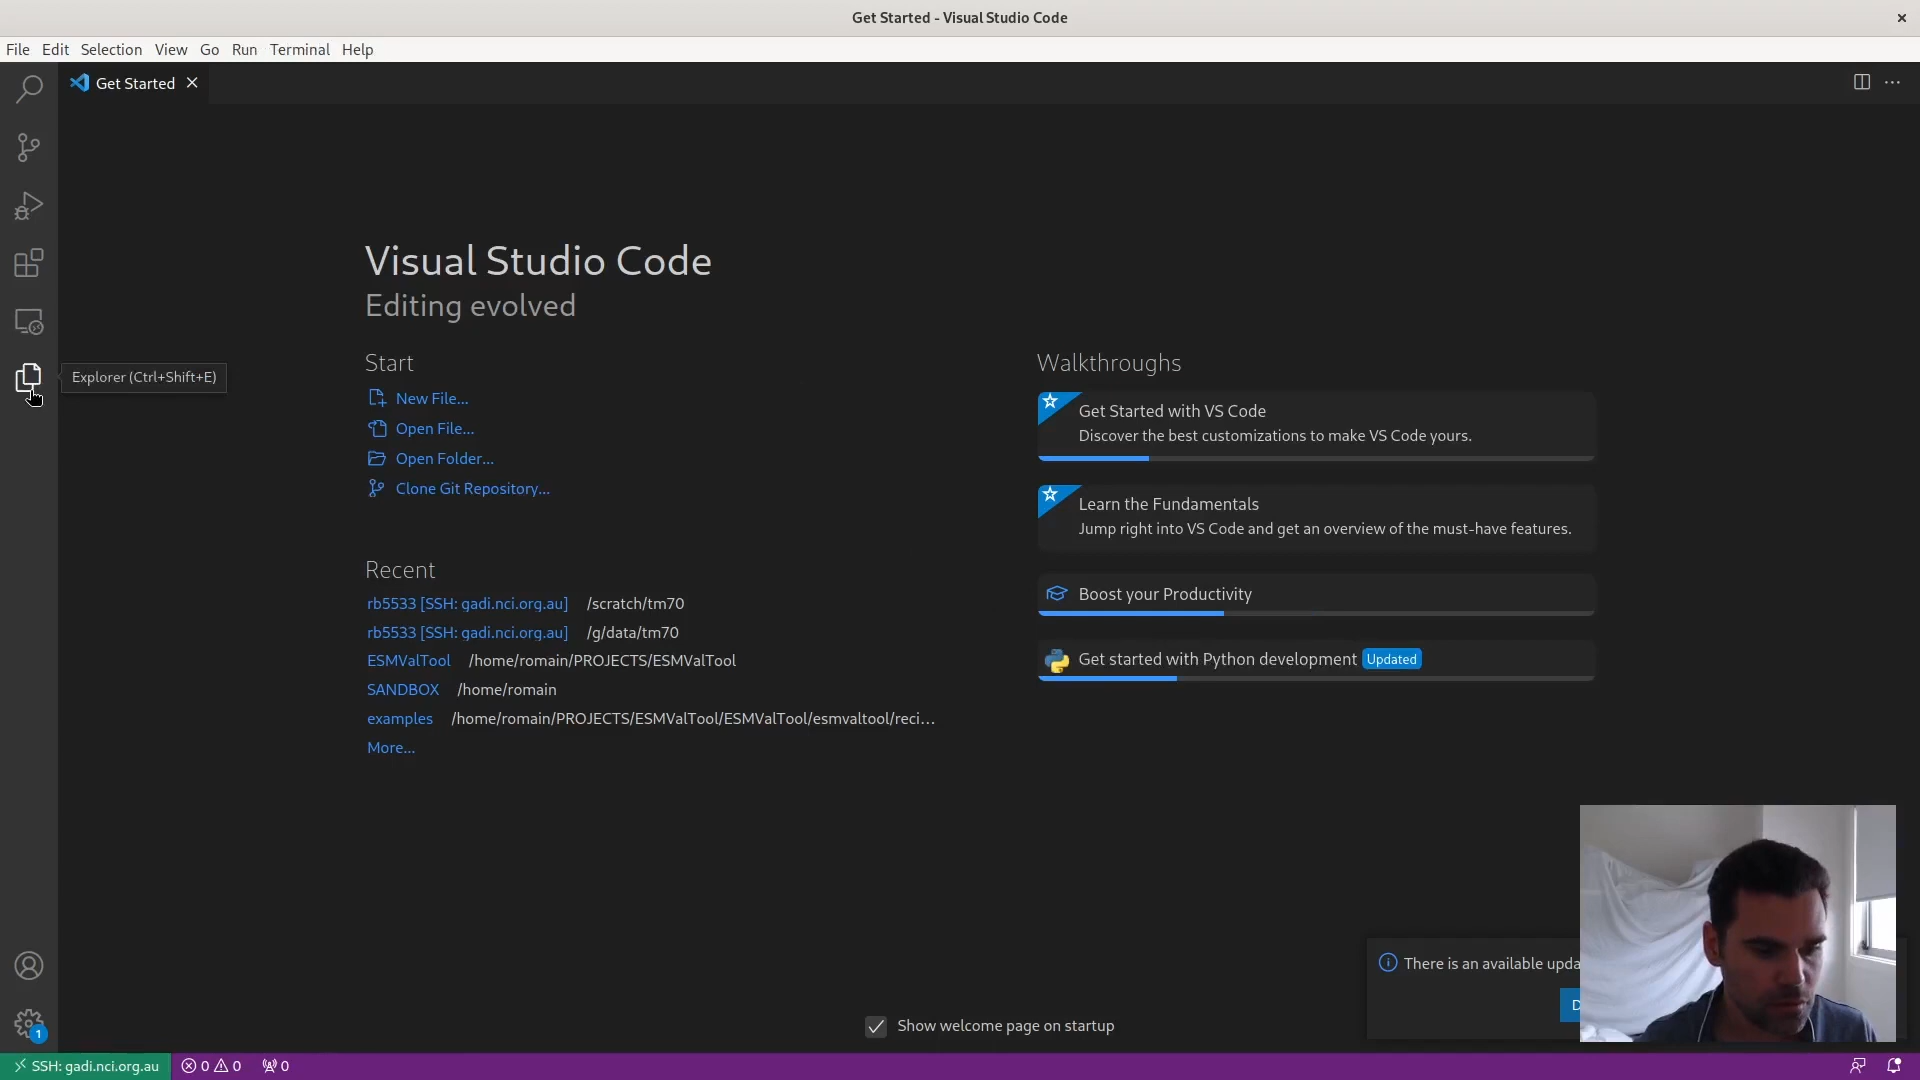 Get Started - Visual Studio Code
File Edit Selection View Go Run Terminal Help
Get Started
Explorer (Ctrl+Shift+E)
Visual Studio Code
Editing evolved
Start
New File...
Open File...
Open Folder...
Clone Git Repository...
Recent
rb5533 [SSH: gadi.nci.org.au] /scratch/tm70
rb5533 [SSH: gadi.nci.org.au] /g/data/tm70
ESMValTool /home/romain/PROJECTS/ESMValTool
SANDBOX /home/romain
examples /home/romain/PROJECTS/ESMValTool/ESMValTool/esmvaltool/reci...
More...
Walkthroughs
Get Started with VS Code
Discover the best customizations to make VS Code yours.
Learn the Fundamentals
Jump right into VS Code and get an overview of the must-have features.
Boost your Productivity
Get started with Python development Updated
There is an available upda
D
Show welcome page on startup
1
SSH: gadi.nci.org.au 0 0 0